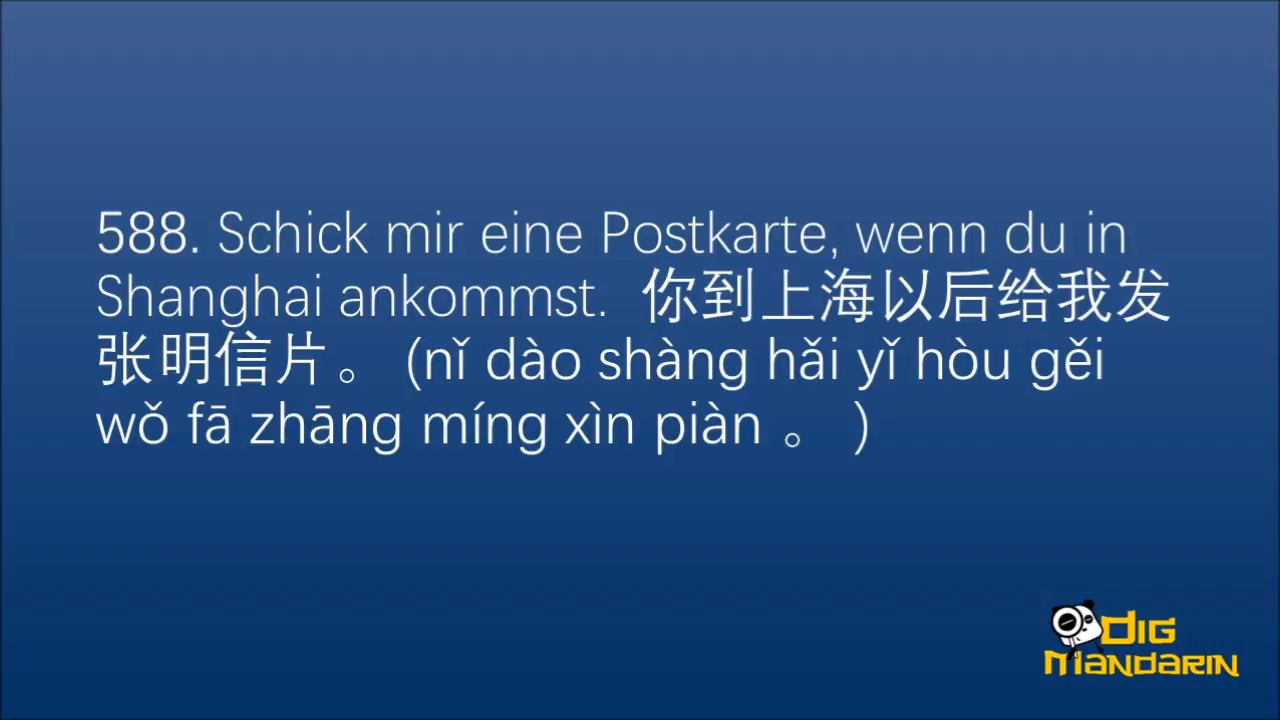 588. Schick mir eine Postkarte, wenn du in
Shanghai ankommst. 你到上海以后给我发
张明信片。 (nǐ dào shàng hǎi yǐ hòu gěi
wǒ fā zhāng míng xìn piàn 。 )
DIG
MANDARIN